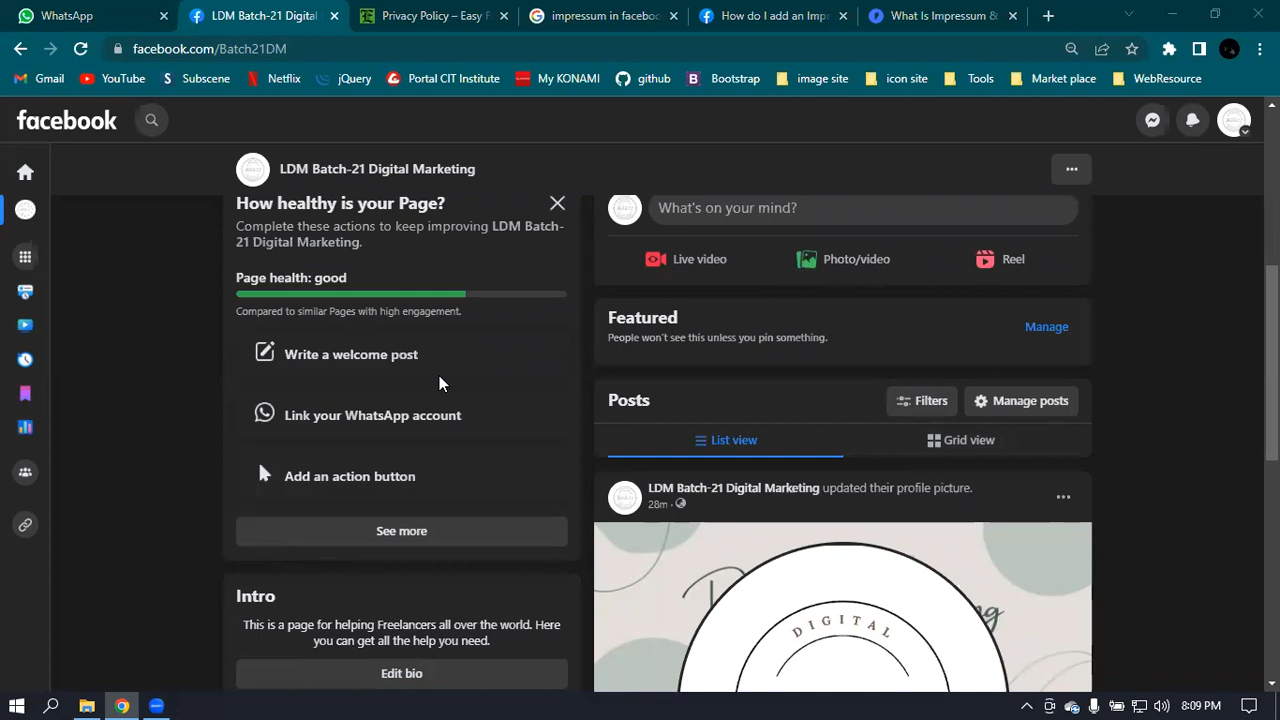 WhatsApp
LDM Batch-21 Digital
Privacy Policy – Easy F
impressum in faceboo
How do I add an Imp
What Is Impressum &
facebook.com/Batch21DM
Gmail
YouTube
Subscene
Netflix
jQuery
Portal CIT Institute
My KONAMI
github
Bootstrap
image site
icon site
Tools
Market place
WebResource
facebook
LDM Batch-21 Digital Marketing
How healthy is your Page?
Complete these actions to keep improving LDM Batch-
21 Digital Marketing.
Page health: good
Compared to similar Pages with high engagement.
Write a welcome post
Link your WhatsApp account
Add an action button
See more
Intro
This is a page for helping Freelancers all over the world. Here
you can get all the help you need.
Edit bio
What's on your mind?
Live video
Photo/video
Reel
Featured
People won't see this unless you pin something.
Manage
Posts
Filters
Manage posts
List view
Grid view
LDM Batch-21 Digital Marketing updated their profile picture.
28m
DIGITAL
8:09 PM